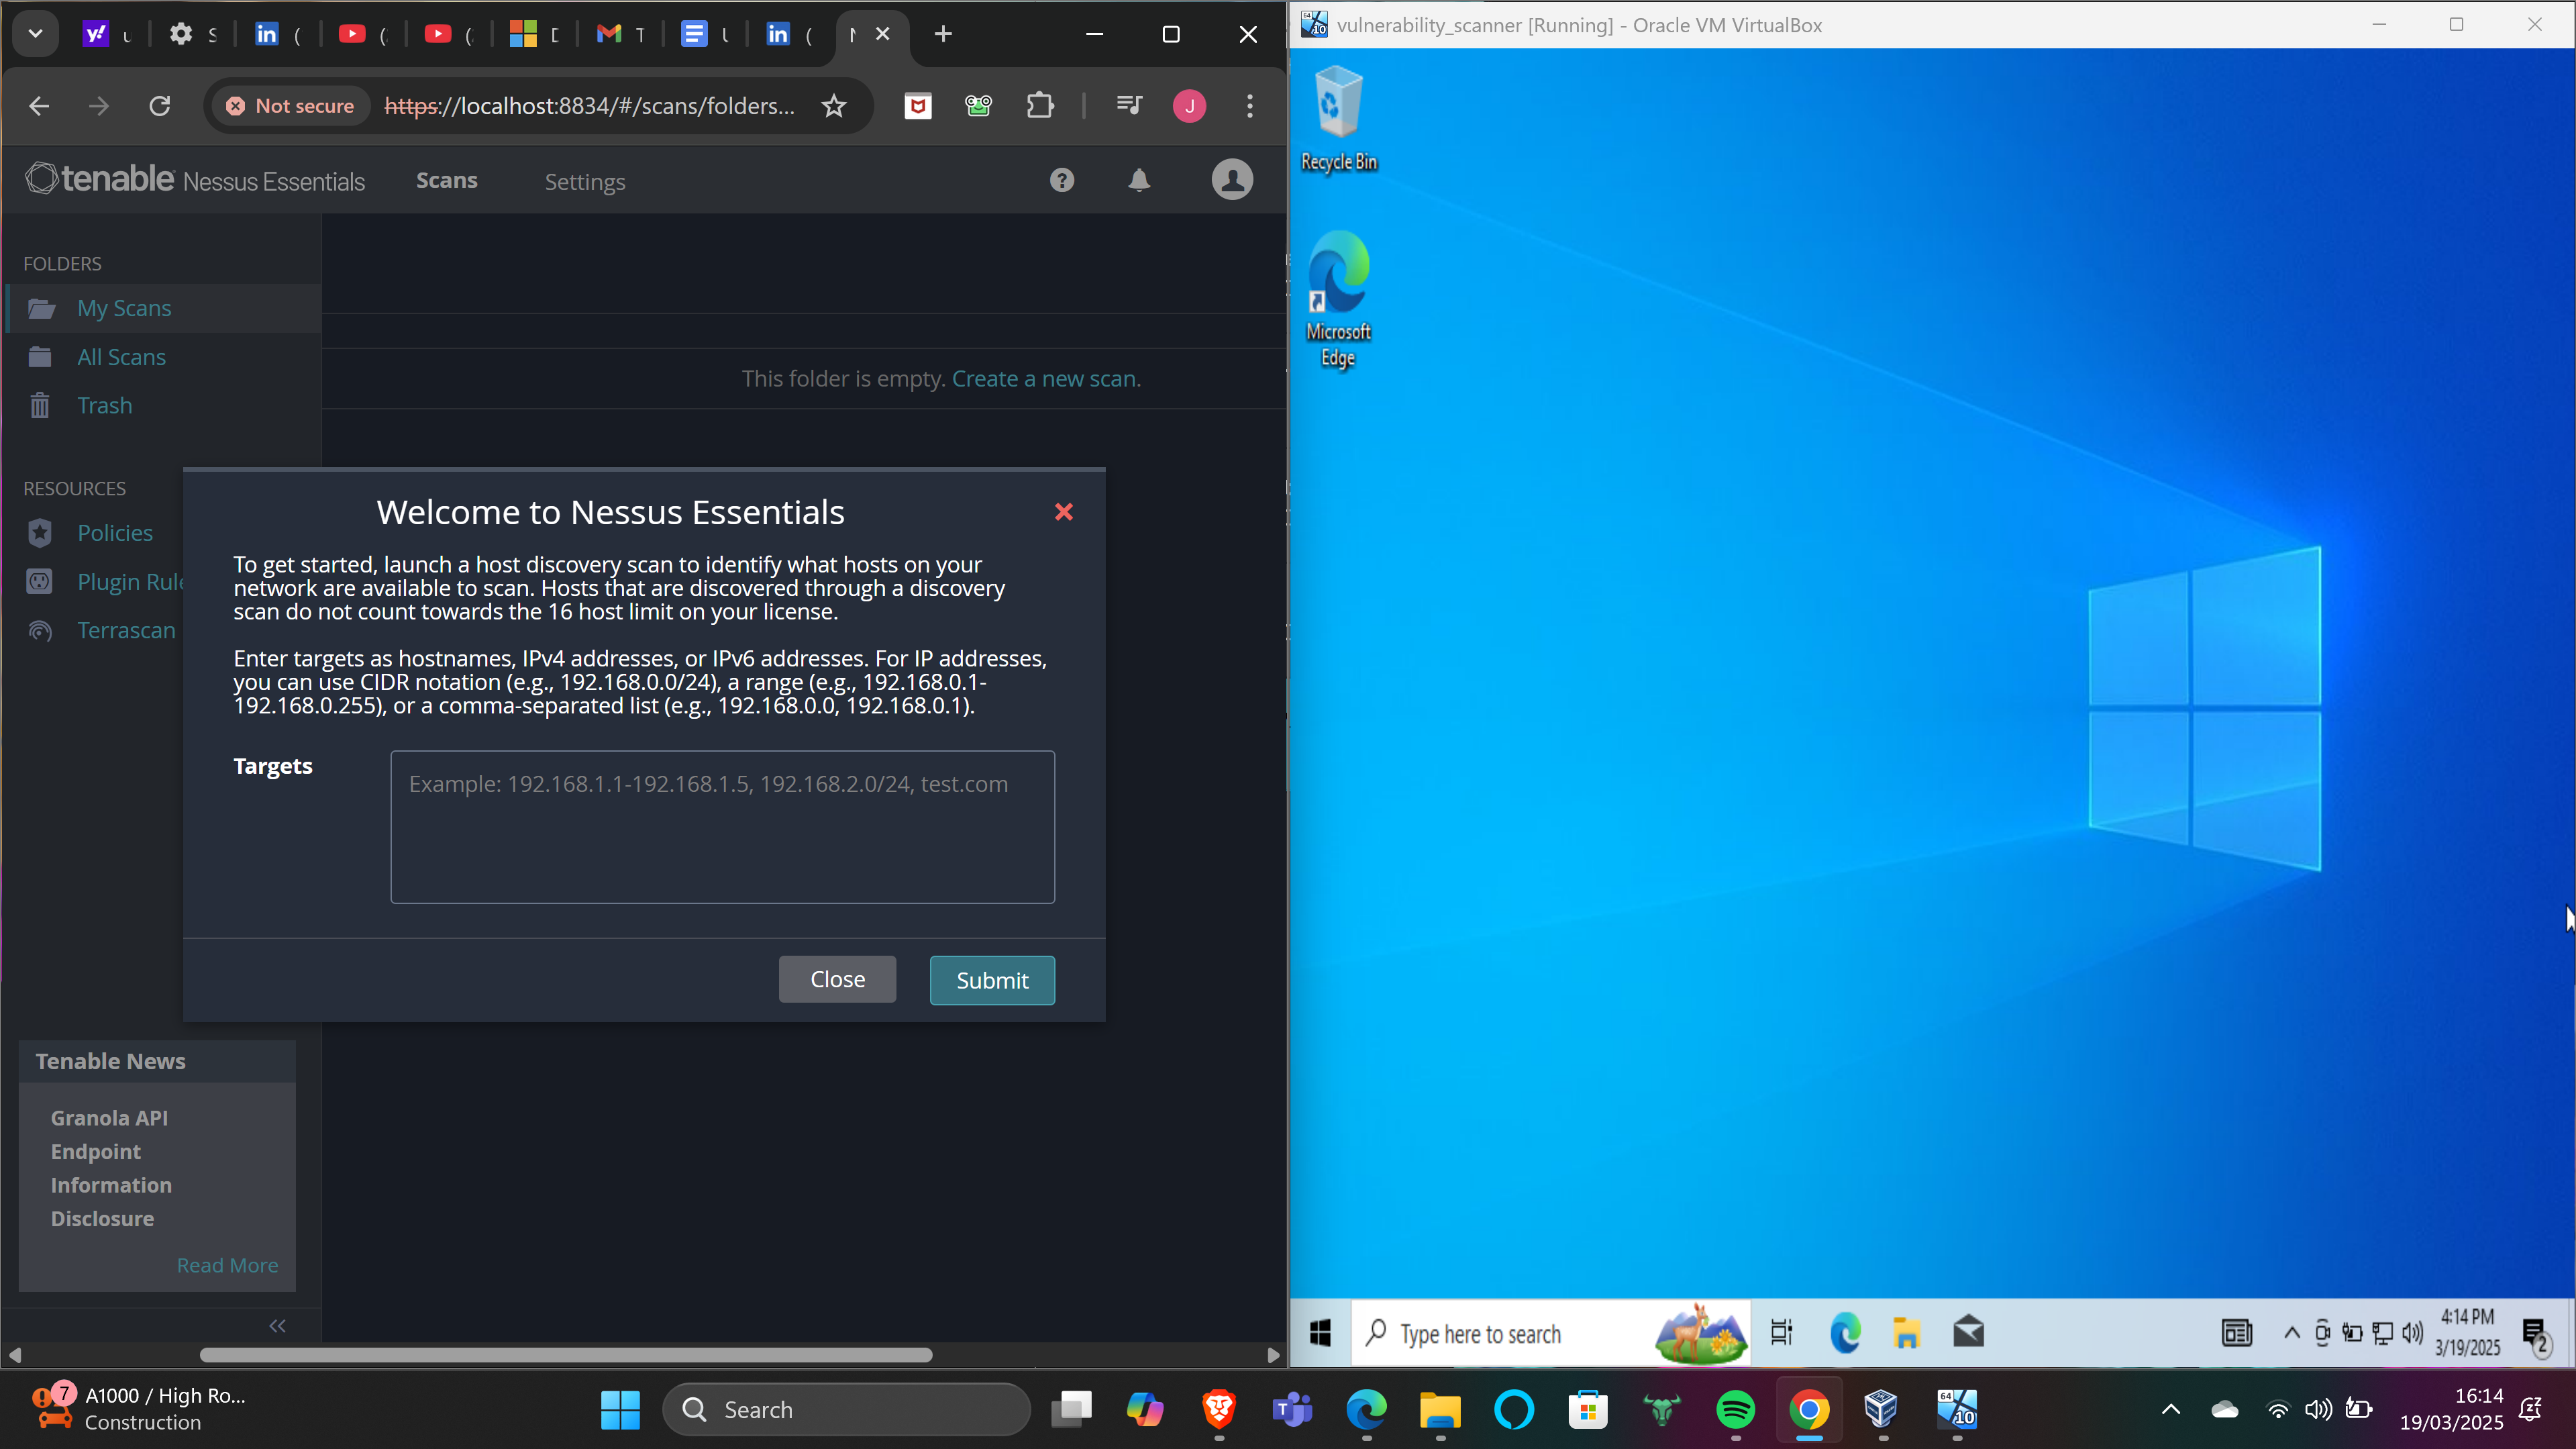 Not secure
https://localhost:8834/#/scans/folders...
J
tenable Nessus Essentials
Scans
Settings
FOLDERS
My Scans
All Scans
Trash
This folder is empty. Create a new scan.
RESOURCES
Policies
Plugin Rule
Terrascan
Welcome to Nessus Essentials
To get started, launch a host discovery scan to identify what hosts on your
network are available to scan. Hosts that are discovered through a discovery
scan do not count towards the 16 host limit on your license.
Enter targets as hostnames, IPv4 addresses, or IPv6 addresses. For IP addresses,
you can use CIDR notation (e.g., 192.168.0.0/24), a range (e.g., 192.168.0.1-
192.168.0.255), or a comma-separated list (e.g., 192.168.0.0, 192.168.0.1).
Targets
Example: 192.168.1.1-192.168.1.5, 192.168.2.0/24, test.com
Close
Submit
Tenable News
Granola API
Endpoint
Information
Disclosure
Read More
vulnerability_scanner [Running] - Oracle VM VirtualBox
Recycle Bin
Microsoft
Edge
Type here to search
4:14 PM
3/19/2025
2
7
A1000 / High Ro...
Construction
Search
64
10
16:14
19/03/2025